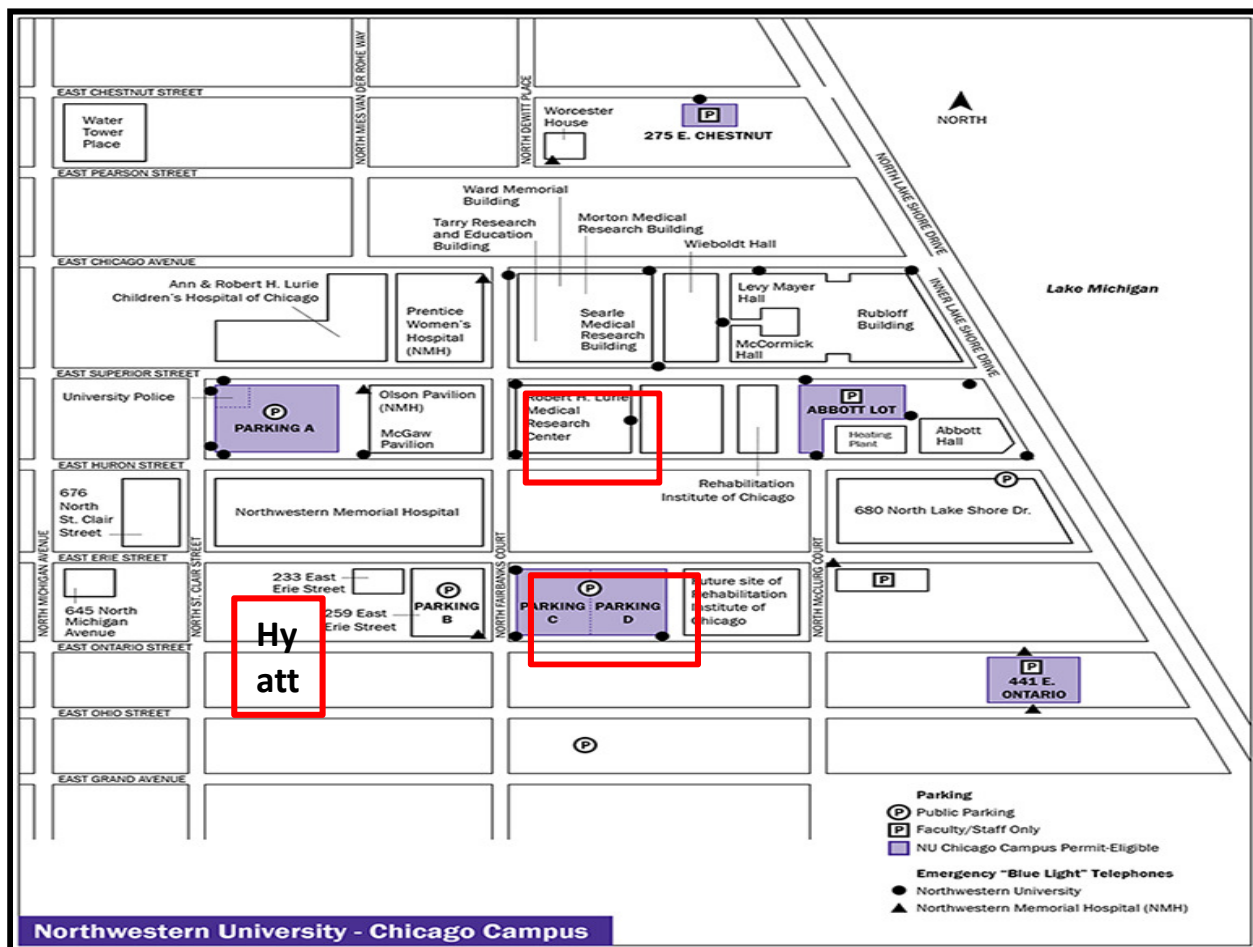 EAST CHESTNUT STREET
Water
Tower
Place
NORTH MIES VAN DER ROHE WAY
NORTH DEWITT PLACE
Worcester
House
P
275 E. CHESTNUT
NORTH
EAST PEARSON STREET
NORTH LAKE SHORE DRIVE
Ward Memorial
Building
Tarry Research
and Education
Building
Morton Medical
Research Building
Wieboldt Hall
EAST CHICAGO AVENUE
Ann & Robert H. Lurie
Children's Hospital of Chicago
Prentice
Women's
Hospital
(NMH)
Searle
Medical
Research
Building
Levy Mayer
Hall
McCormick
Hall
Rubloff
Building
INNER LAKE SHORE DRIVE
Lake Michigan
EAST SUPERIOR STREET
University Police
P
PARKING A
Olson Pavilion
(NMH)
McGaw
Pavilion
Robert H. Lurie
Medical
Research
Center
P
ABBOTT LOT
Heating
Plant
Abbott
Hall
EAST HURON STREET
676
North
St. Clair
Street
Northwestern Memorial Hospital
Rehabilitation
Institute of Chicago
P
680 North Lake Shore Dr.
NORTH MICHIGAN AVENUE
NORTH ST. CLAIR STREET
NORTH FAIRBANKS COURT
NORTH McCLURG COURT
EAST ERIE STREET
645 North
Michigan
Avenue
233 East
Erie Street
259 East
Erie Street
P
PARKING
B
P
PARKING
C
PARKING
D
Future site of
Rehabilitation
Institute of
Chicago
P
Hy
att
EAST ONTARIO STREET
P
441 E.
ONTARIO
EAST OHIO STREET
P
EAST GRAND AVENUE
Parking
P Public Parking
P Faculty/Staff Only
NU Chicago Campus Permit-Eligible
Emergency "Blue Light" Telephones
Northwestern University
Northwestern Memorial Hospital (NMH)
Northwestern University - Chicago Campus